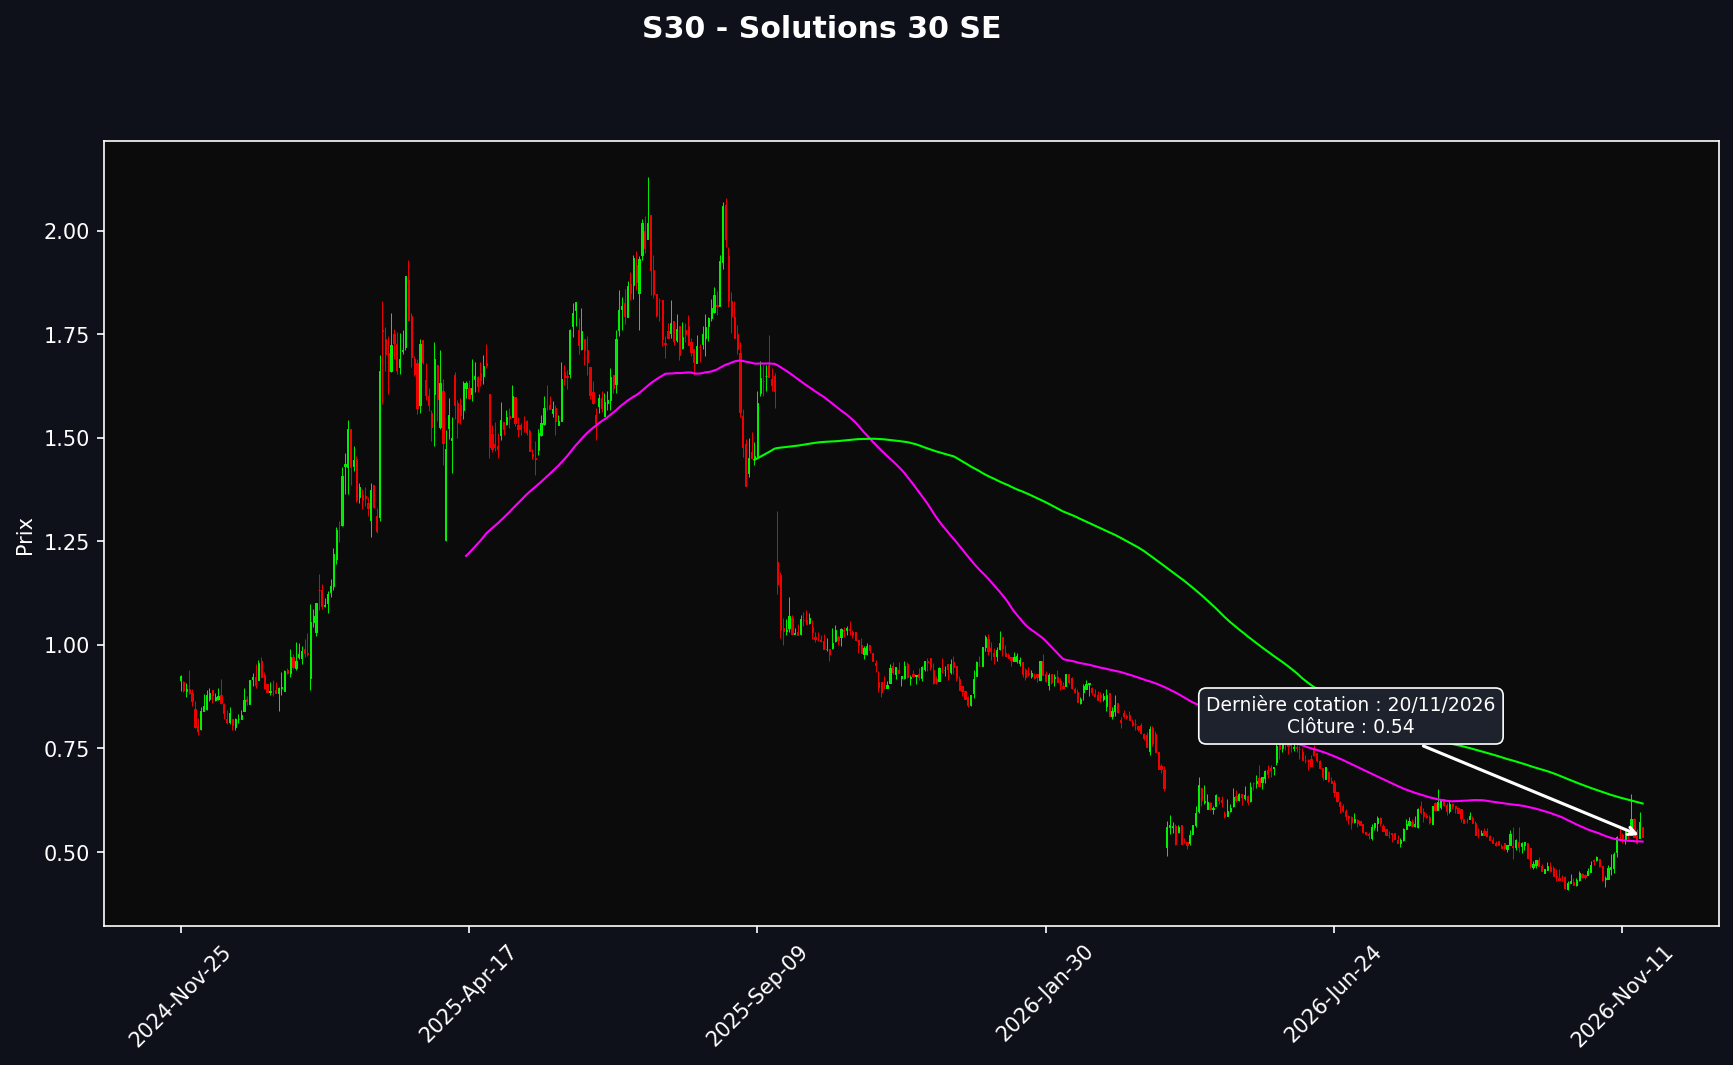 S30 - Solutions 30 SE
Prix
2.00
1.75
1.50
1.25
1.00
0.75
0.50
Dernière cotation : 20/11/2026
Clôture : 0.54
2024-Nov-25
2025-Apr-17
2025-Sep-09
2026-Jan-30
2026-Jun-24
2026-Nov-11